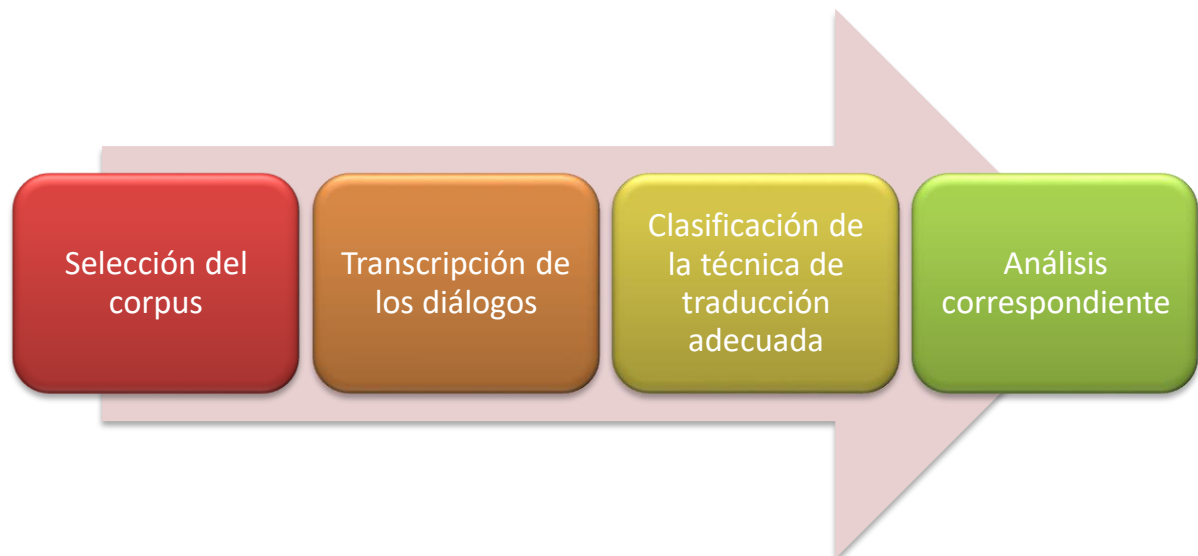 Selección del
corpus
Transcripción de
los diálogos
Clasificación de
la técnica de
traducción
adecuada
Análisis
correspondiente